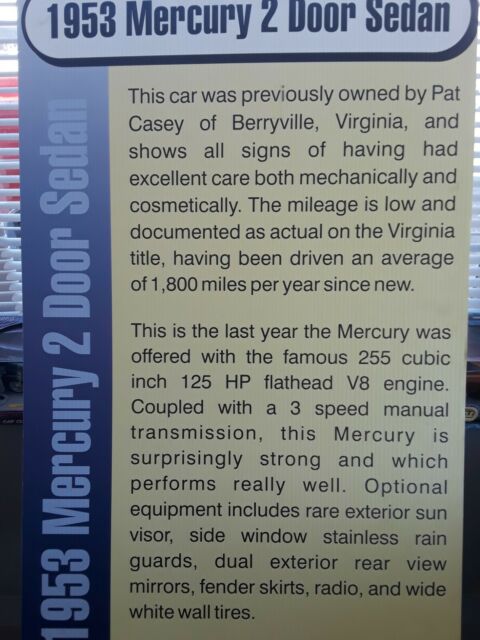 1953 Mercury 2 Door Sedan
1953 Mercury 2 Door Sedan
This car was previously owned by Pat
Casey of Berryville, Virginia, and
shows all signs of having had
excellent care both mechanically and
cosmetically. The mileage is low and
documented as actual on the Virginia
title, having been driven an average
of 1,800 miles per year since new.
This is the last year the Mercury was
offered with the famous 255 cubic
inch 125 HP flathead V8 engine.
Coupled with a 3 speed manual
transmission, this Mercury is
surprisingly strong and which
performs really well. Optional
equipment includes rare exterior sun
visor, side window stainless rain
guards, dual exterior rear view
mirrors, fender skirts, radio, and wide
white wall tires.